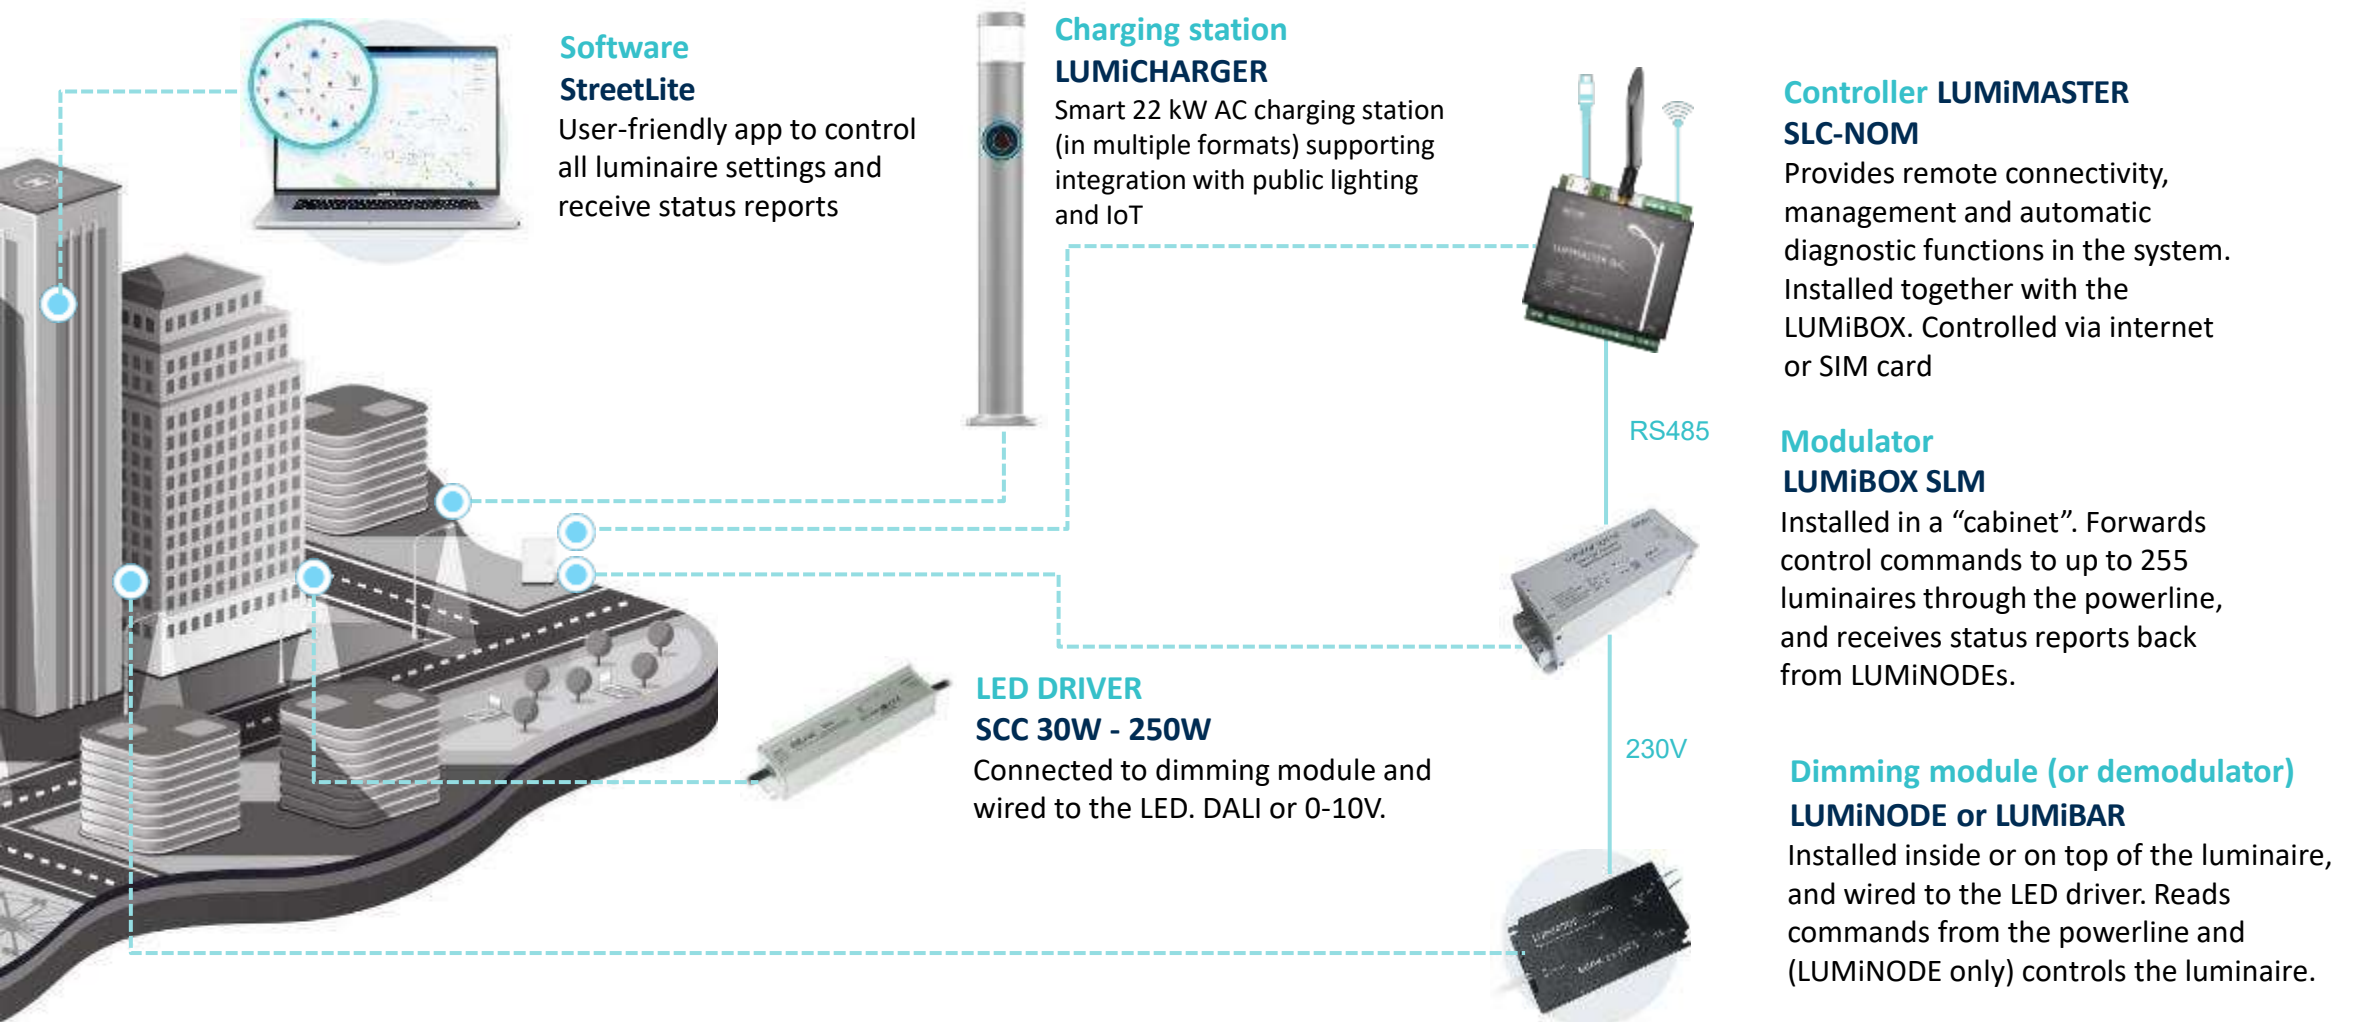 Software
StreetLite
User-friendly app to control
all luminaire settings and
receive status reports
Charging station
LUMiCHARGER
Smart 22 kW AC charging station
(in multiple formats) supporting
integration with public lighting
and IoT
Controller LUMiMASTER
SLC-NOM
Provides remote connectivity,
management and automatic
diagnostic functions in the system.
Installed together with the
LUMiBOX. Controlled via internet
or SIM card
RS485
Modulator
LUMiBOX SLM
Installed in a “cabinet”. Forwards
control commands to up to 255
luminaires through the powerline,
and receives status reports back
from LUMiNODEs.
LED DRIVER
SCC 30W - 250W
Connected to dimming module and
wired to the LED. DALI or 0-10V.
230V
Dimming module (or demodulator)
LUMiNODE or LUMiBAR
Installed inside or on top of the luminaire,
and wired to the LED driver. Reads
commands from the powerline and
(LUMiNODE only) controls the luminaire.